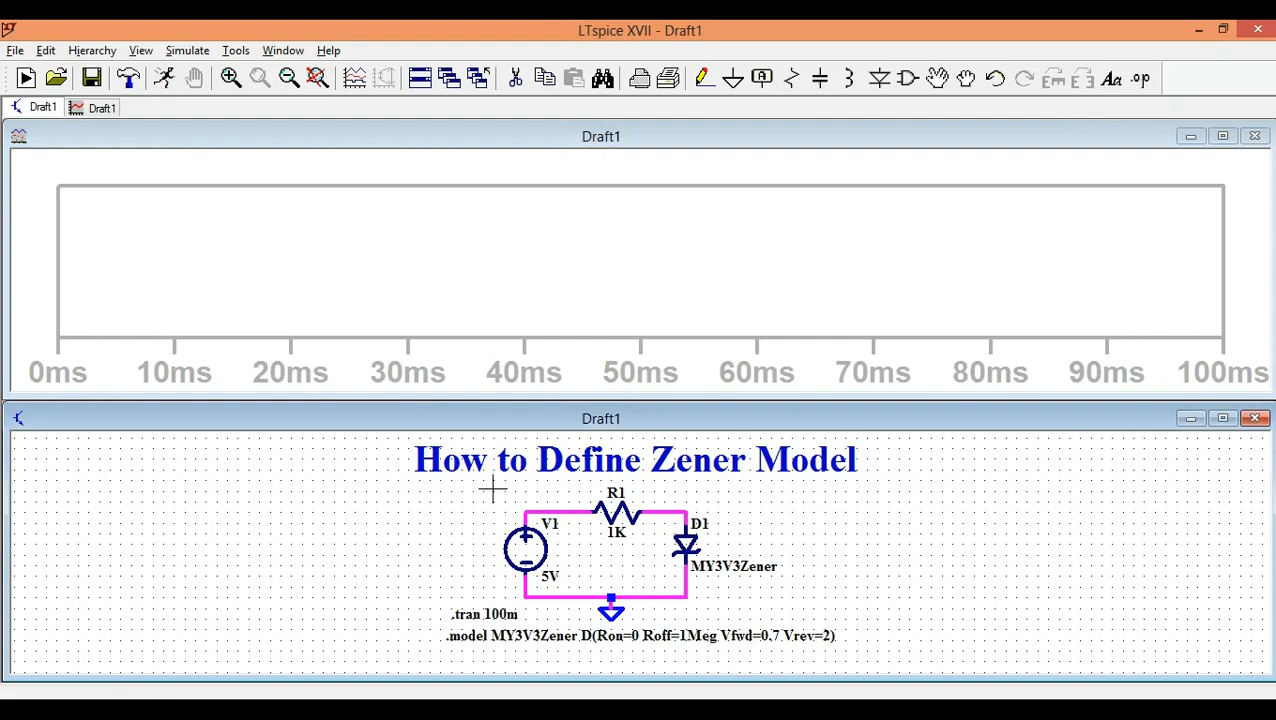 LTspice XVII - Draft1
File Edit Hierarchy View Simulate Tools Window Help
A Aa .op
Draft1 Draft1
Draft1
0ms 10ms 20ms 30ms 40ms 50ms 60ms 70ms 80ms 90ms 100ms
Draft1
How to Define Zener Model
R1
V1 D1
1K
MY3V3Zener
5V
.tran 100m
.model MY3V3Zener D(Ron=0 Roff=1Meg Vfwd=0.7 Vrev=2)